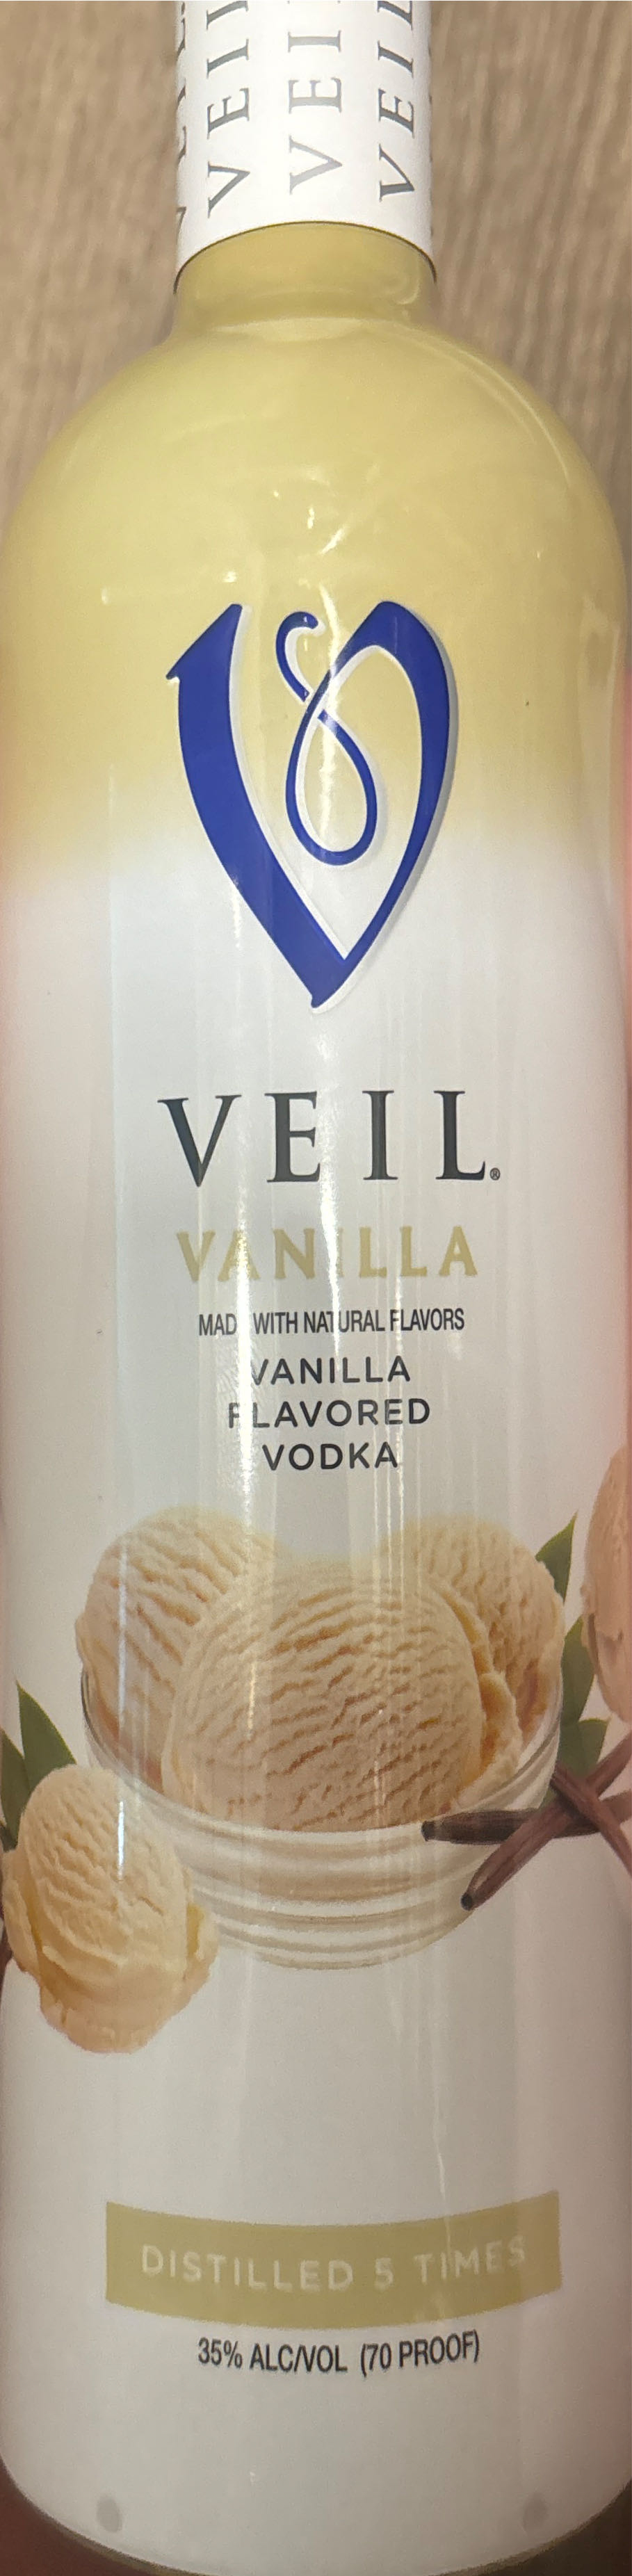 VEIL
VEI
VEIL
VEIL®
VANILLA
MADE WITH NATURAL FLAVORS
VANILLA
FLAVORED
VODKA
DISTILLED 5 TIMES
35% ALC/VOL (70 PROOF)